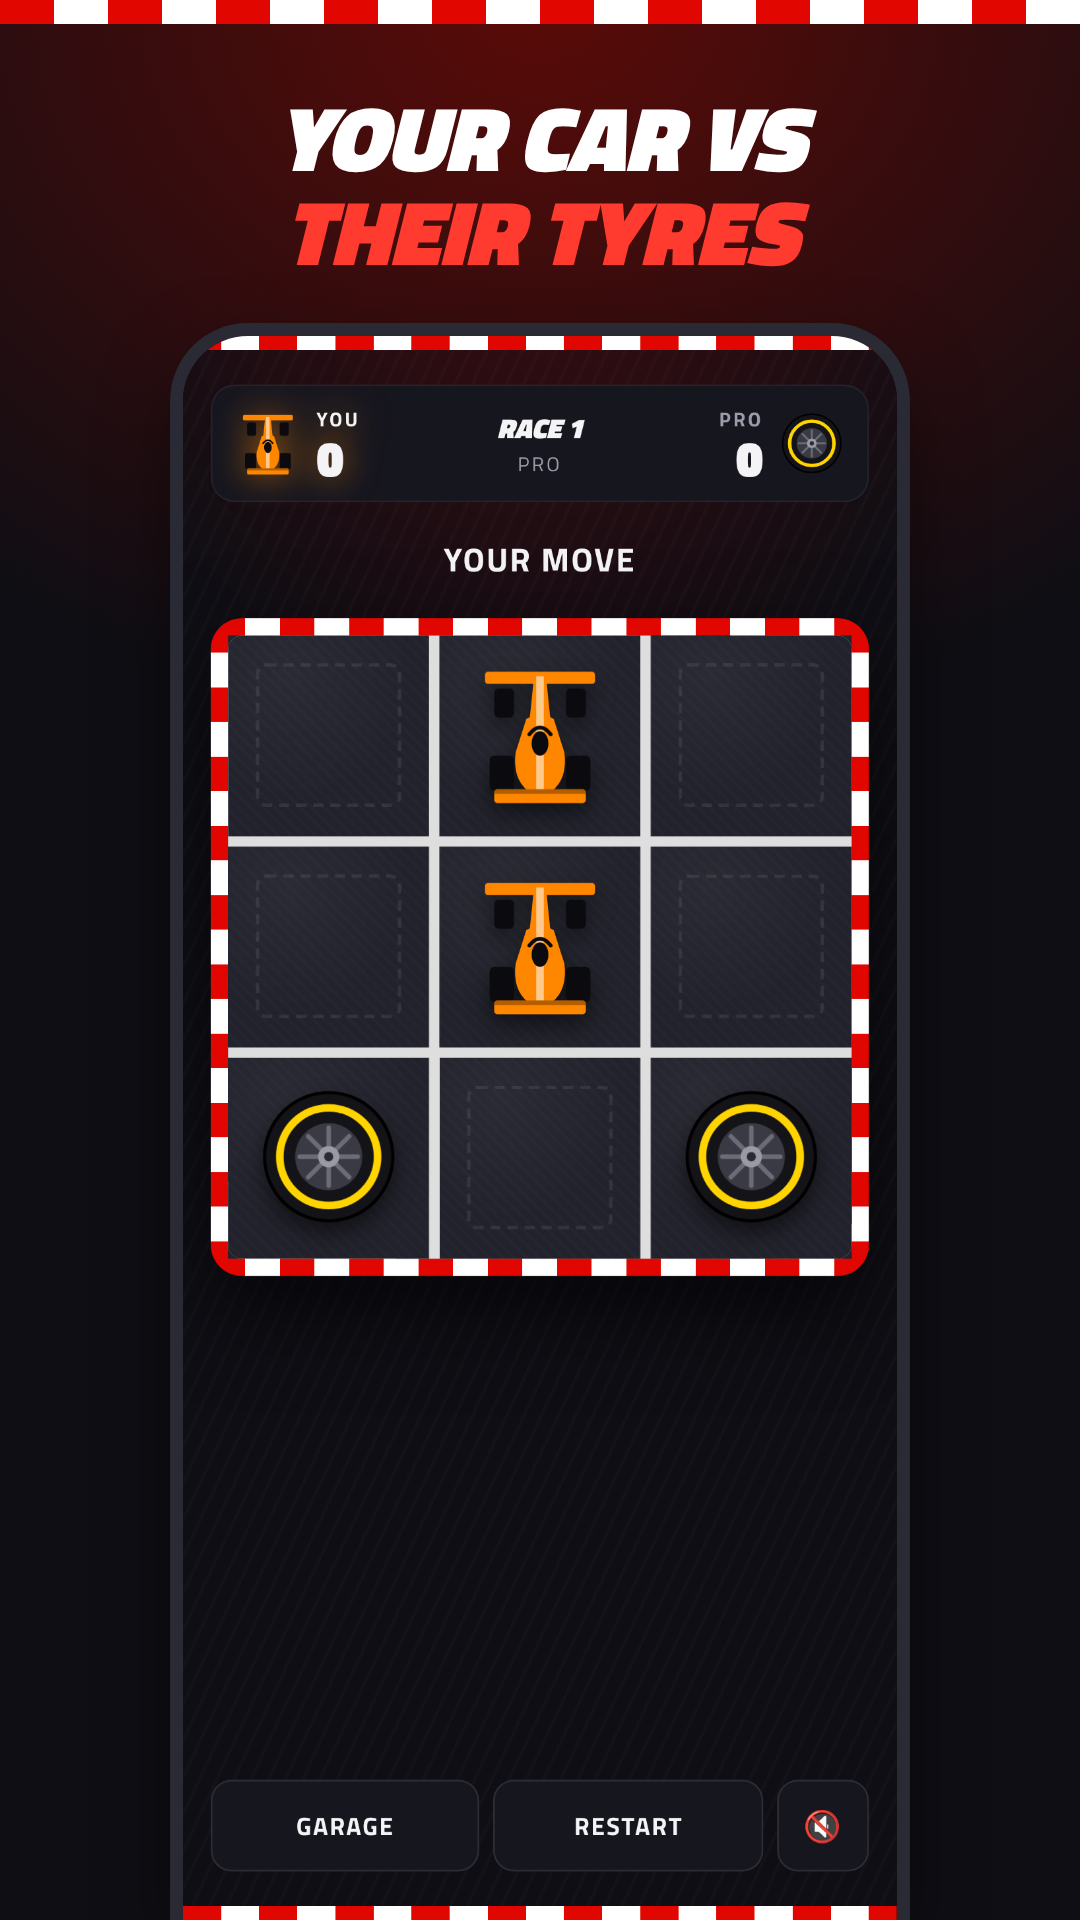 YOUR CAR VS
THEIR TYRES
YOU
0
RACE 1
PRO
PRO
0
YOUR MOVE
GARAGE
RESTART